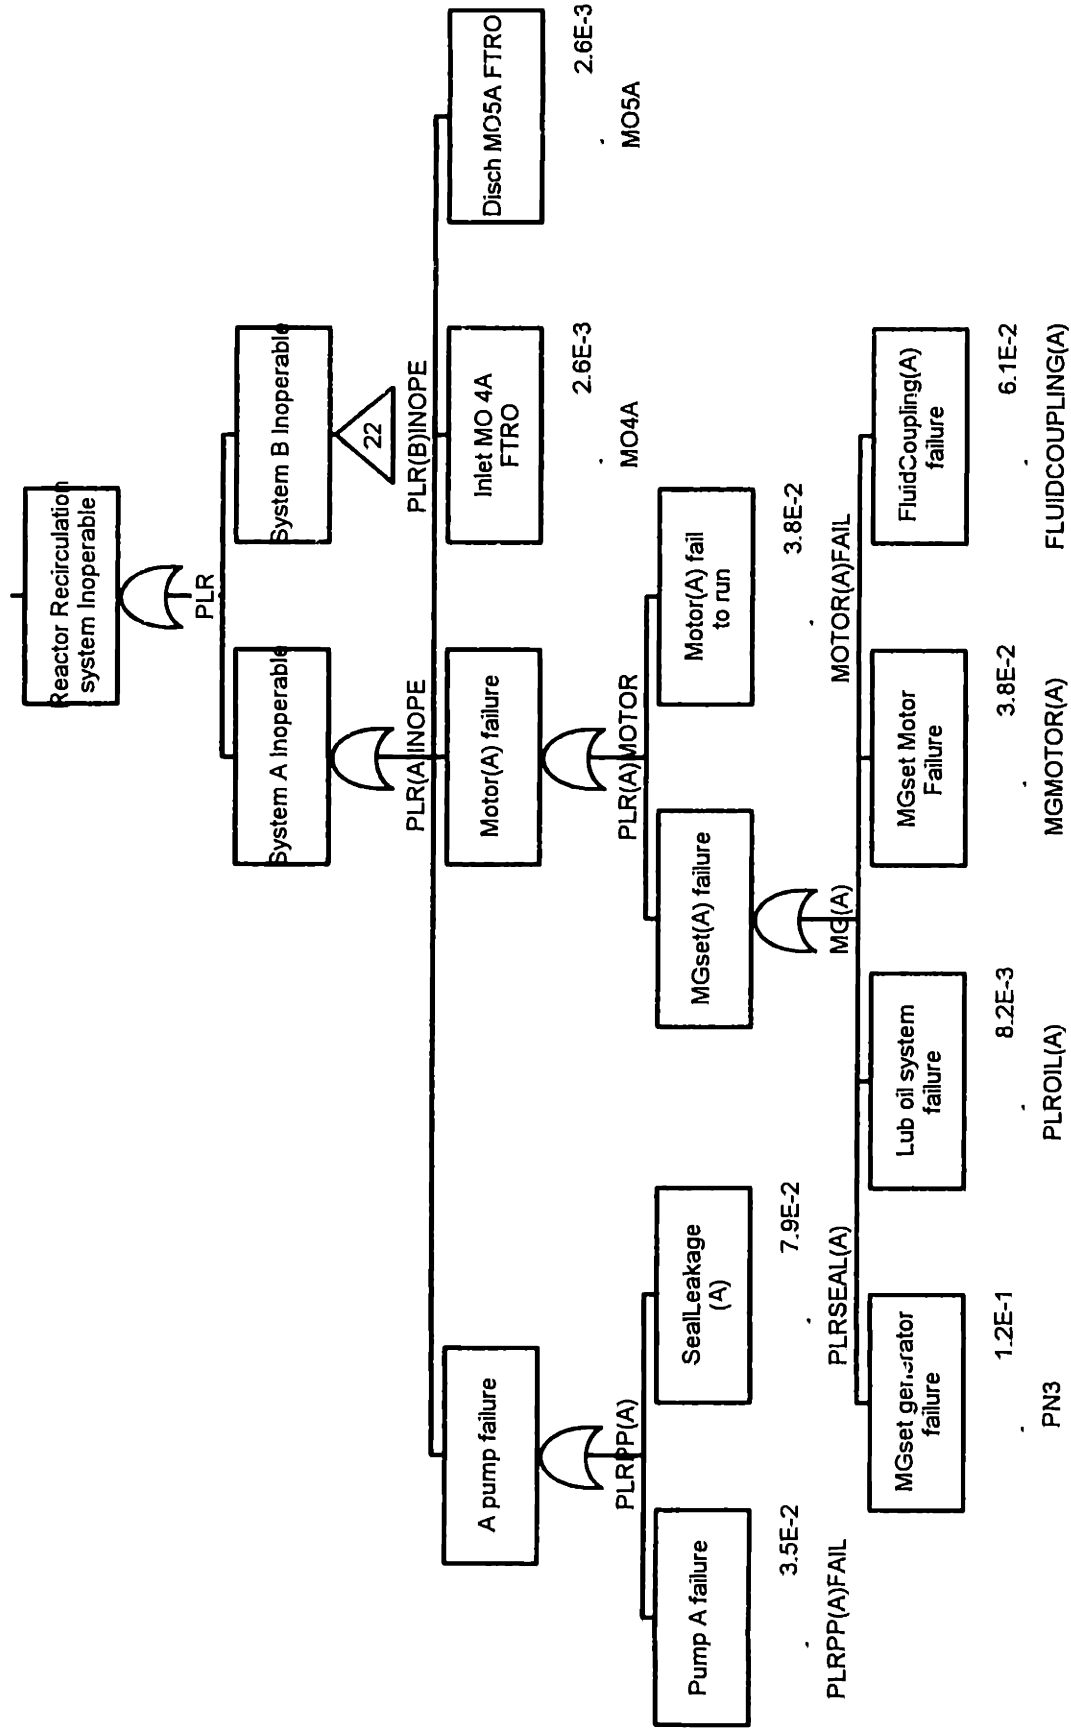 Reactor Recirculation
system Inoperable
PLR
System A Inoperable
System B Inoperable
22
PLR(A)INOPE
PLR(B)INOPE
A pump failure
Motor(A) failure
Inlet MO 4A
FTRO
Disch MO5A FTRO
2.6E-3
2.6E-3
MO4A
MO5A
PLRPP(A)
PLR(A)MOTOR
Pump A failure
SealLeakage
(A)
MGset(A) failure
Motor(A) fail
to run
3.5E-2
7.9E-2
3.8E-2
PLRPP(A)FAIL
PLRSEAL(A)
MG(A)
MOTOR(A)FAIL
MGset generator
failure
Lub oil system
failure
MGset Motor
Failure
FluidCoupling(A)
failure
1.2E-1
8.2E-3
3.8E-2
6.1E-2
PN3
PLROIL(A)
MGMOTOR(A)
FLUIDCOUPLING(A)